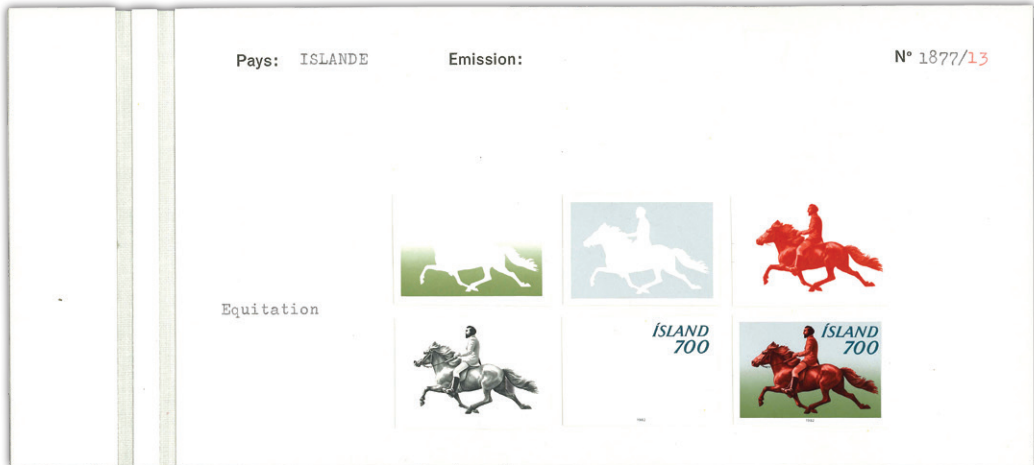 Pays: ISLANDE Emission: N° 1877/13
Equitation
ÍSLAND
700
ÍSLAND
700